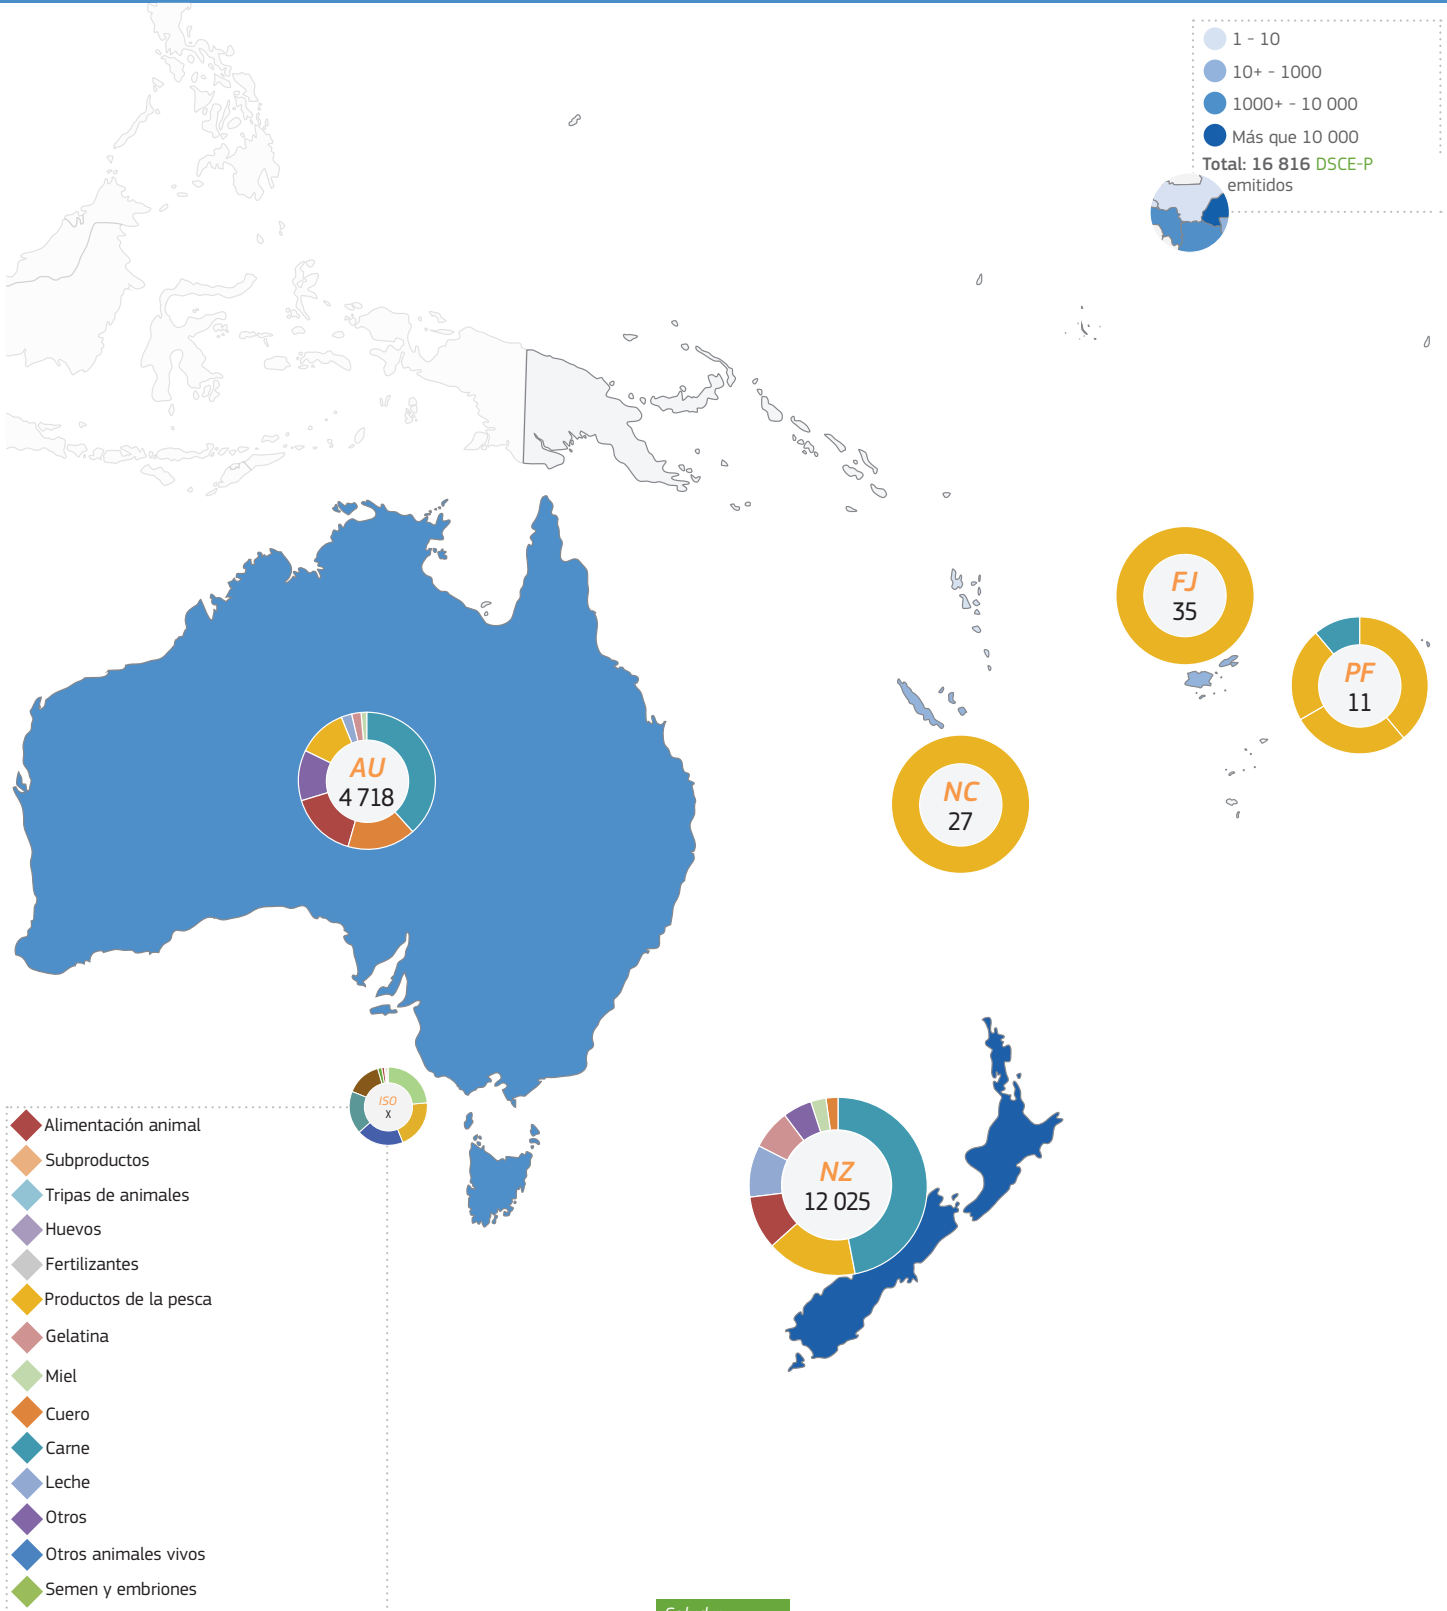 1 - 10
10+ - 1000
1000+ - 10 000
Más que 10 000
Total: 16 816 DSCE-P
emitidos
FJ
35
PF
11
AU
4 718
NC
27
ISO
X
NZ
12 025
Alimentación animal
Subproductos
Tripas de animales
Huevos
Fertilizantes
Productos de la pesca
Gelatina
Miel
Cuero
Carne
Leche
Otros
Otros animales vivos
Semen y embriones